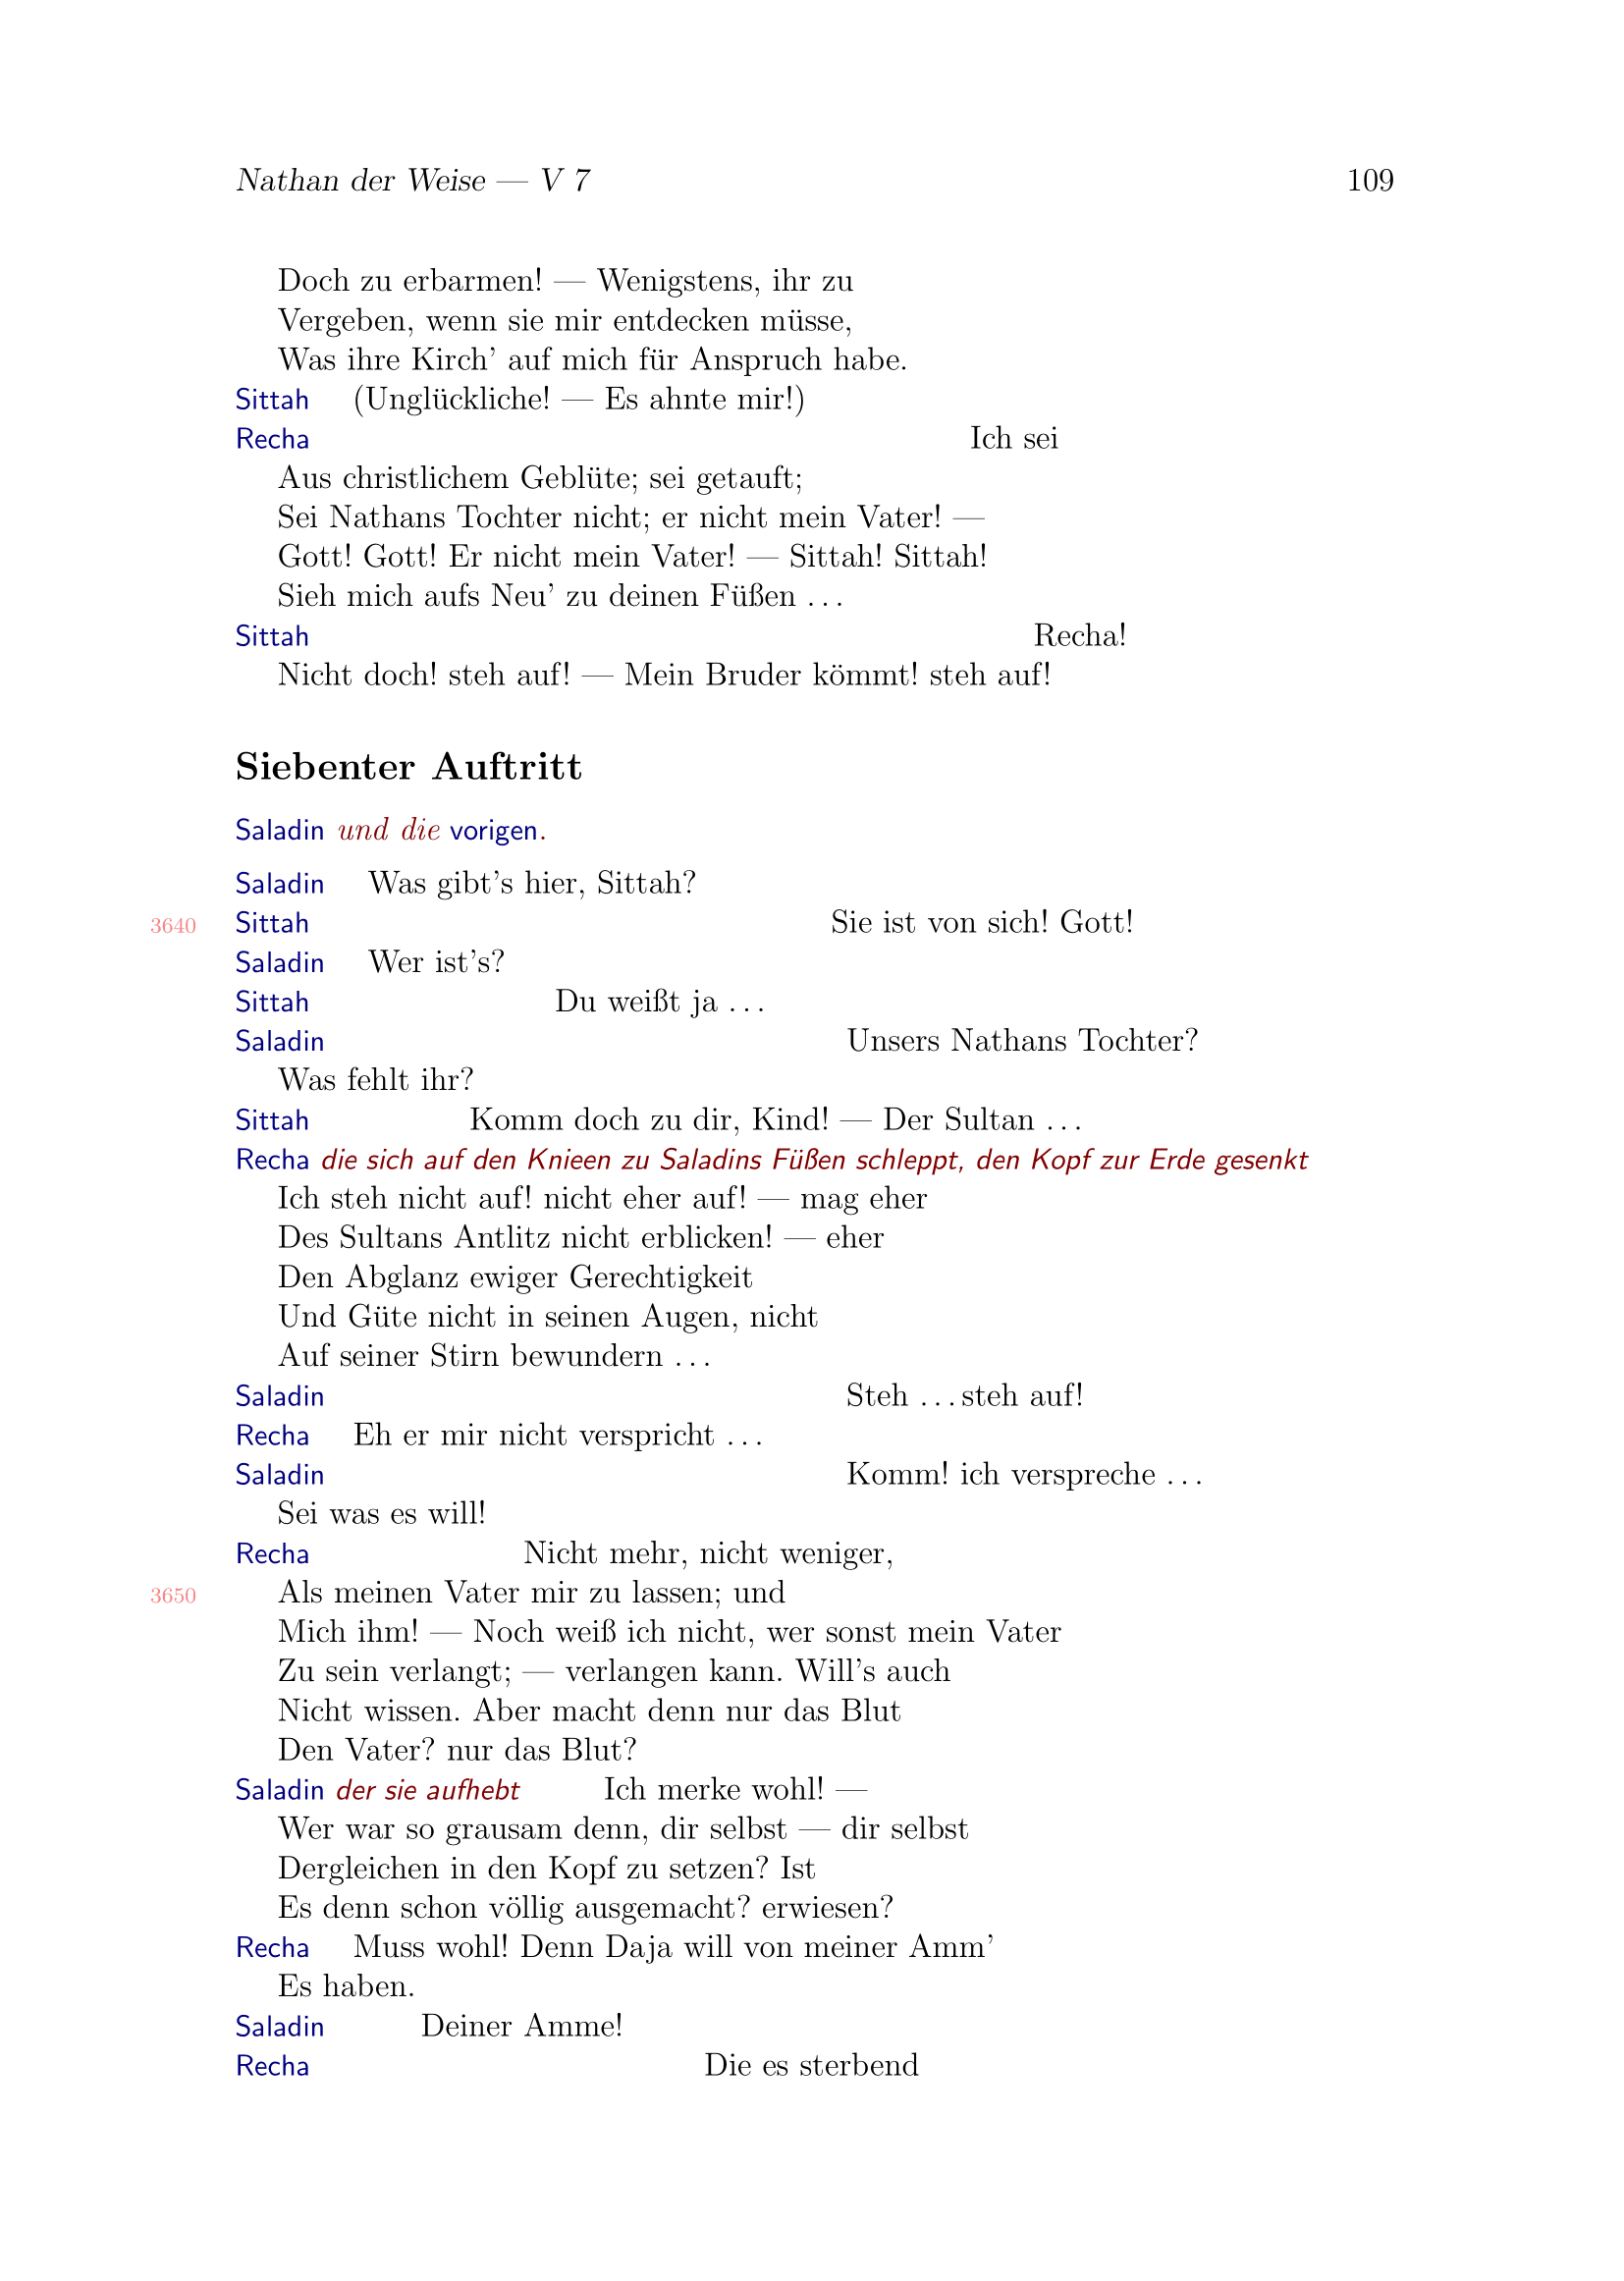 Nathan der Weise — V 7 109
Doch zu erbarmen! — Wenigstens, ihr zu
Vergeben, wenn sie mir entdecken müsse,
Was ihre Kirch’ auf mich für Anspruch habe.
Sittah (Unglückliche! — Es ahnte mir!)
Recha Ich sei
Aus christlichem Geblüte; sei getauft;
Sei Nathans Tochter nicht; er nicht mein Vater! —
Gott! Gott! Er nicht mein Vater! — Sittah! Sittah!
Sieh mich aufs Neu’ zu deinen Füßen …
Sittah Recha!
Nicht doch! steh auf! — Mein Bruder kömmt! steh auf!
Siebenter Auftritt
Saladin und die vorigen.
Saladin Was gibt’s hier, Sittah?
3640 Sittah Sie ist von sich! Gott!
Saladin Wer ist’s?
Sittah Du weißt ja …
Saladin Unsers Nathans Tochter?
Was fehlt ihr?
Sittah Komm doch zu dir, Kind! — Der Sultan …
Recha die sich auf den Knieen zu Saladins Füßen schleppt, den Kopf zur Erde gesenkt
Ich steh nicht auf! nicht eher auf! — mag eher
Des Sultans Antlitz nicht erblicken! — eher
Den Abglanz ewiger Gerechtigkeit
Und Güte nicht in seinen Augen, nicht
Auf seiner Stirn bewundern …
Saladin Steh … steh auf!
Recha Eh er mir nicht verspricht …
Saladin Komm! ich verspreche …
Sei was es will!
Recha Nicht mehr, nicht weniger,
3650 Als meinen Vater mir zu lassen; und
Mich ihm! — Noch weiß ich nicht, wer sonst mein Vater
Zu sein verlangt; — verlangen kann. Will’s auch
Nicht wissen. Aber macht denn nur das Blut
Den Vater? nur das Blut?
Saladin der sie aufhebt Ich merke wohl! —
Wer war so grausam denn, dir selbst — dir selbst
Dergleichen in den Kopf zu setzen? Ist
Es denn schon völlig ausgemacht? erwiesen?
Recha Muss wohl! Denn Daja will von meiner Amm’
Es haben.
Saladin Deiner Amme!
Recha Die es sterbend